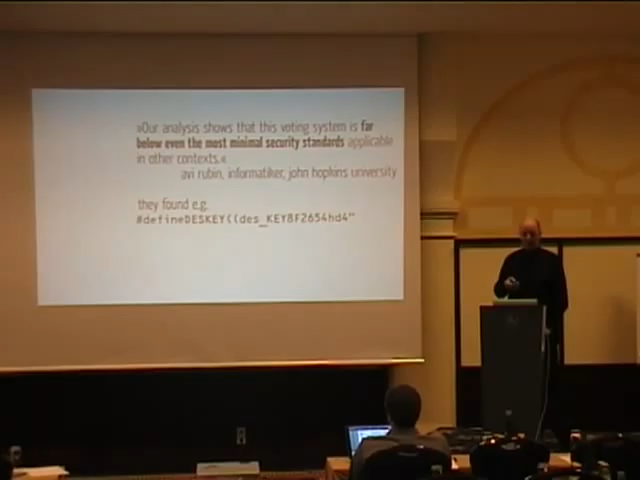 »Our analysis shows that this voting system is far
below even the most minimal security standards applicable
in other contexts.«
avi rubin, informatiker, john hopkins university
they found e.g.
#defineDESKEY((des_KEY8F2654hd4"